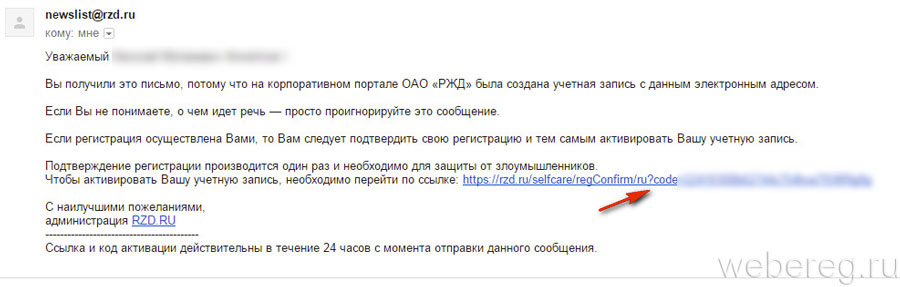 newslist@rzd.ru
кому: мне
Уважаемый
Вы получили это письмо, потому что на корпоративном портале ОАО «РЖД» была создана учетная запись с данным электронным адресом.
Если Вы не понимаете, о чем идет речь — просто проигнорируйте это сообщение.
Если регистрация осуществлена Вами, то Вам следует подтвердить свою регистрацию и тем самым активировать Вашу учетную запись.
Подтверждение регистрации производится один раз и необходимо для защиты от злоумышленников.
Чтобы активировать Вашу учетную запись, необходимо перейти по ссылке: https://rzd.ru/selfcare/regConfirm/ru?code
С наилучшими пожеланиями,
администрация RZD.RU
-----------------------------------------
Ссылка и код активации действительны в течение 24 часов с момента отправки данного сообщения.
webereg.ru